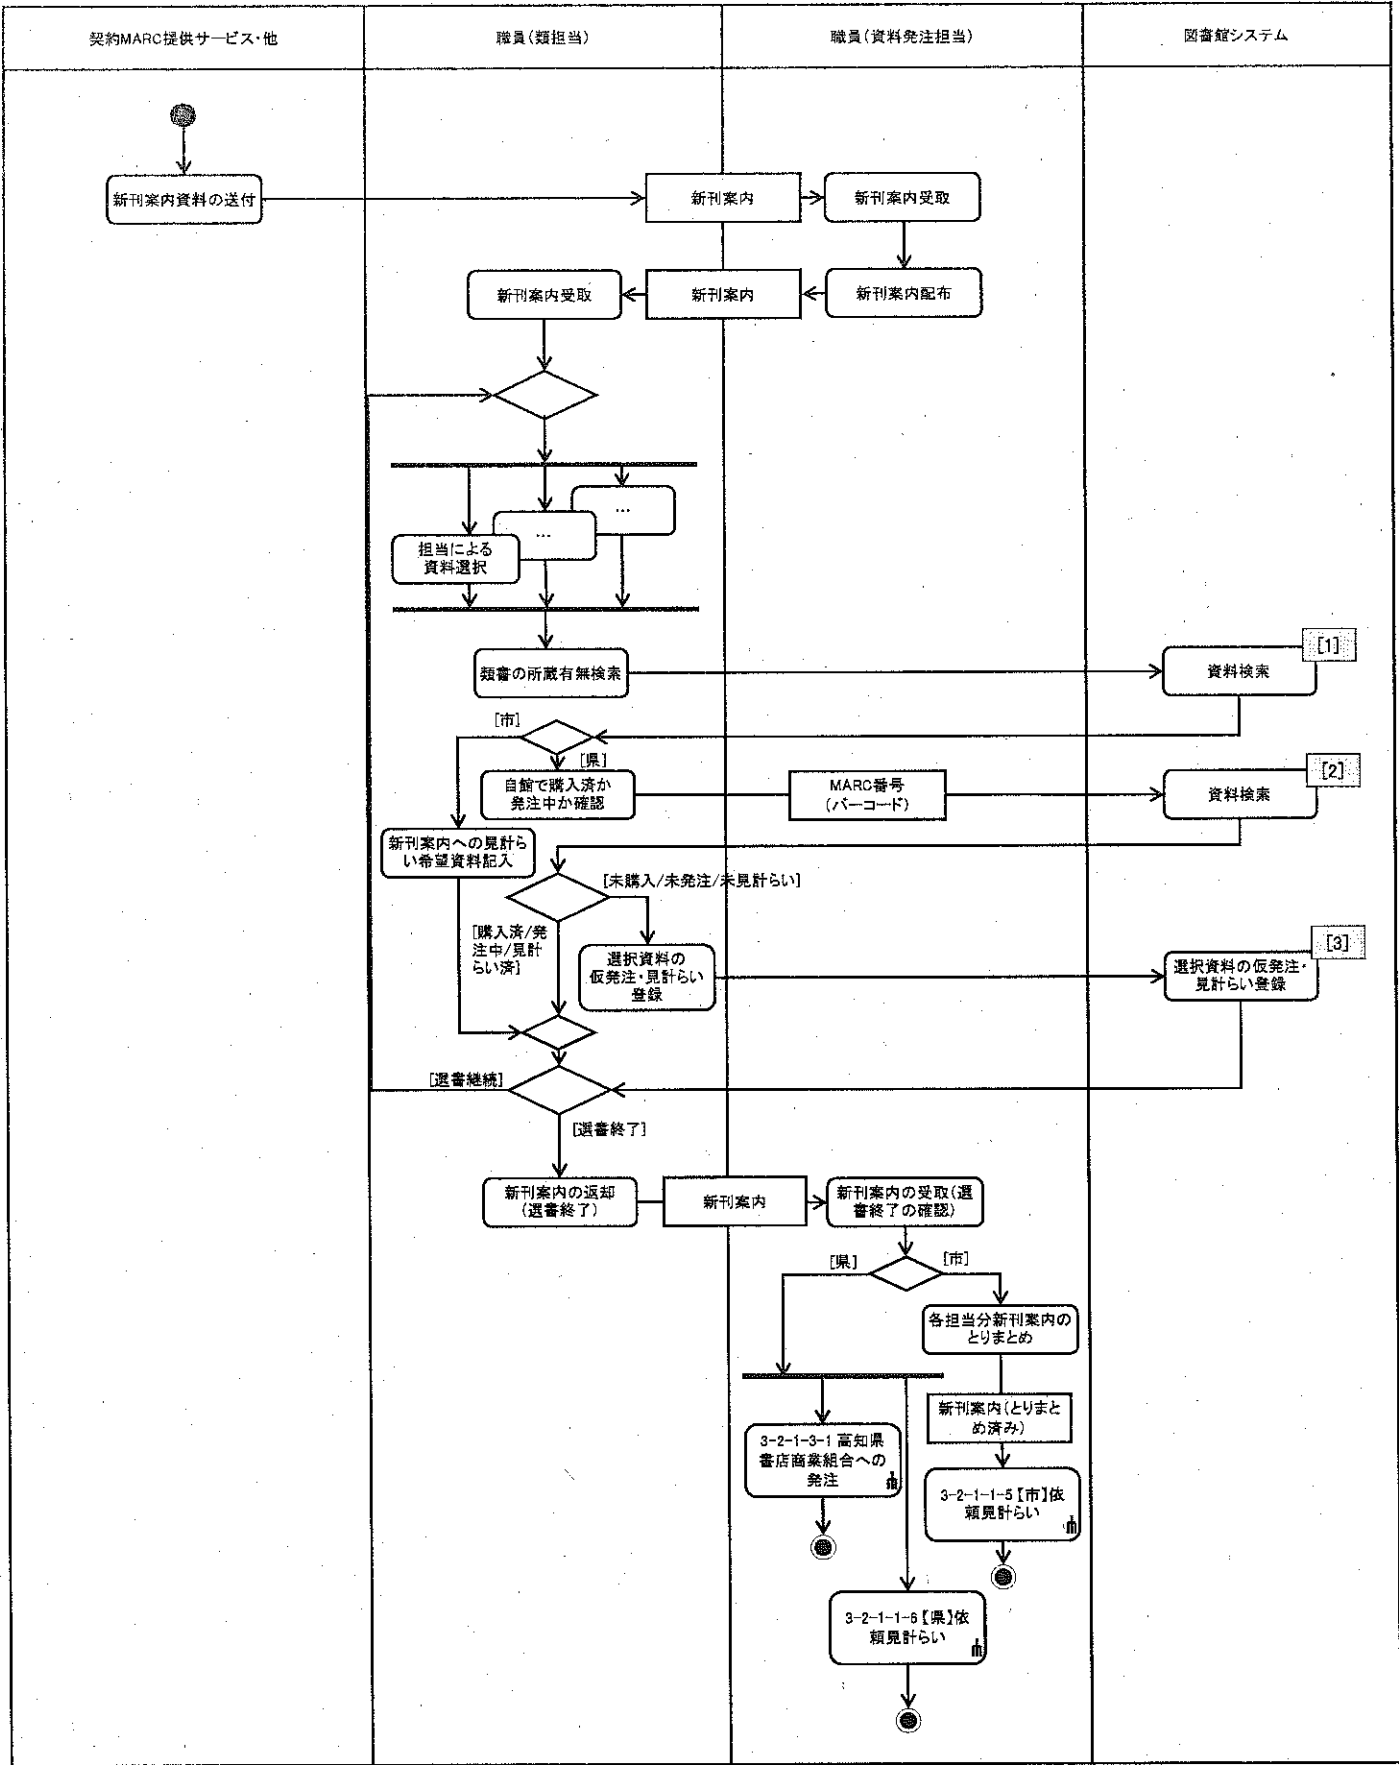 契約MARC提供サービス・他
職員(類担当)
職員(資料発注担当)
図書館システム
新刊案内資料の送付
新刊案内
新刊案内受取
新刊案内受取
新刊案内
新刊案内配布
…
…
担当による
資料選択
類書の所蔵有無検索
資料検索
[1]
[市]
[県]
自館で購入済か
発注中か確認
MARC番号
(バーコード)
資料検索
[2]
新刊案内への見計ら
い希望資料記入
[未購入/未発注/未見計らい]
[購入済/発
注中/見計
らい済]
選択資料の
仮発注・見計らい
登録
選択資料の仮発注・
見計らい登録
[3]
[選書継続]
[選書終了]
新刊案内の返却
(選書終了)
新刊案内
新刊案内の受取(選
書終了の確認)
[県]
[市]
各担当分新刊案内の
とりまとめ
新刊案内(とりまと
め済み)
3-2-1-3-1 高知県
書店商業組合への
発注
3-2-1-1-5【市】依
頼見計らい
3-2-1-1-6【県】依
頼見計らい